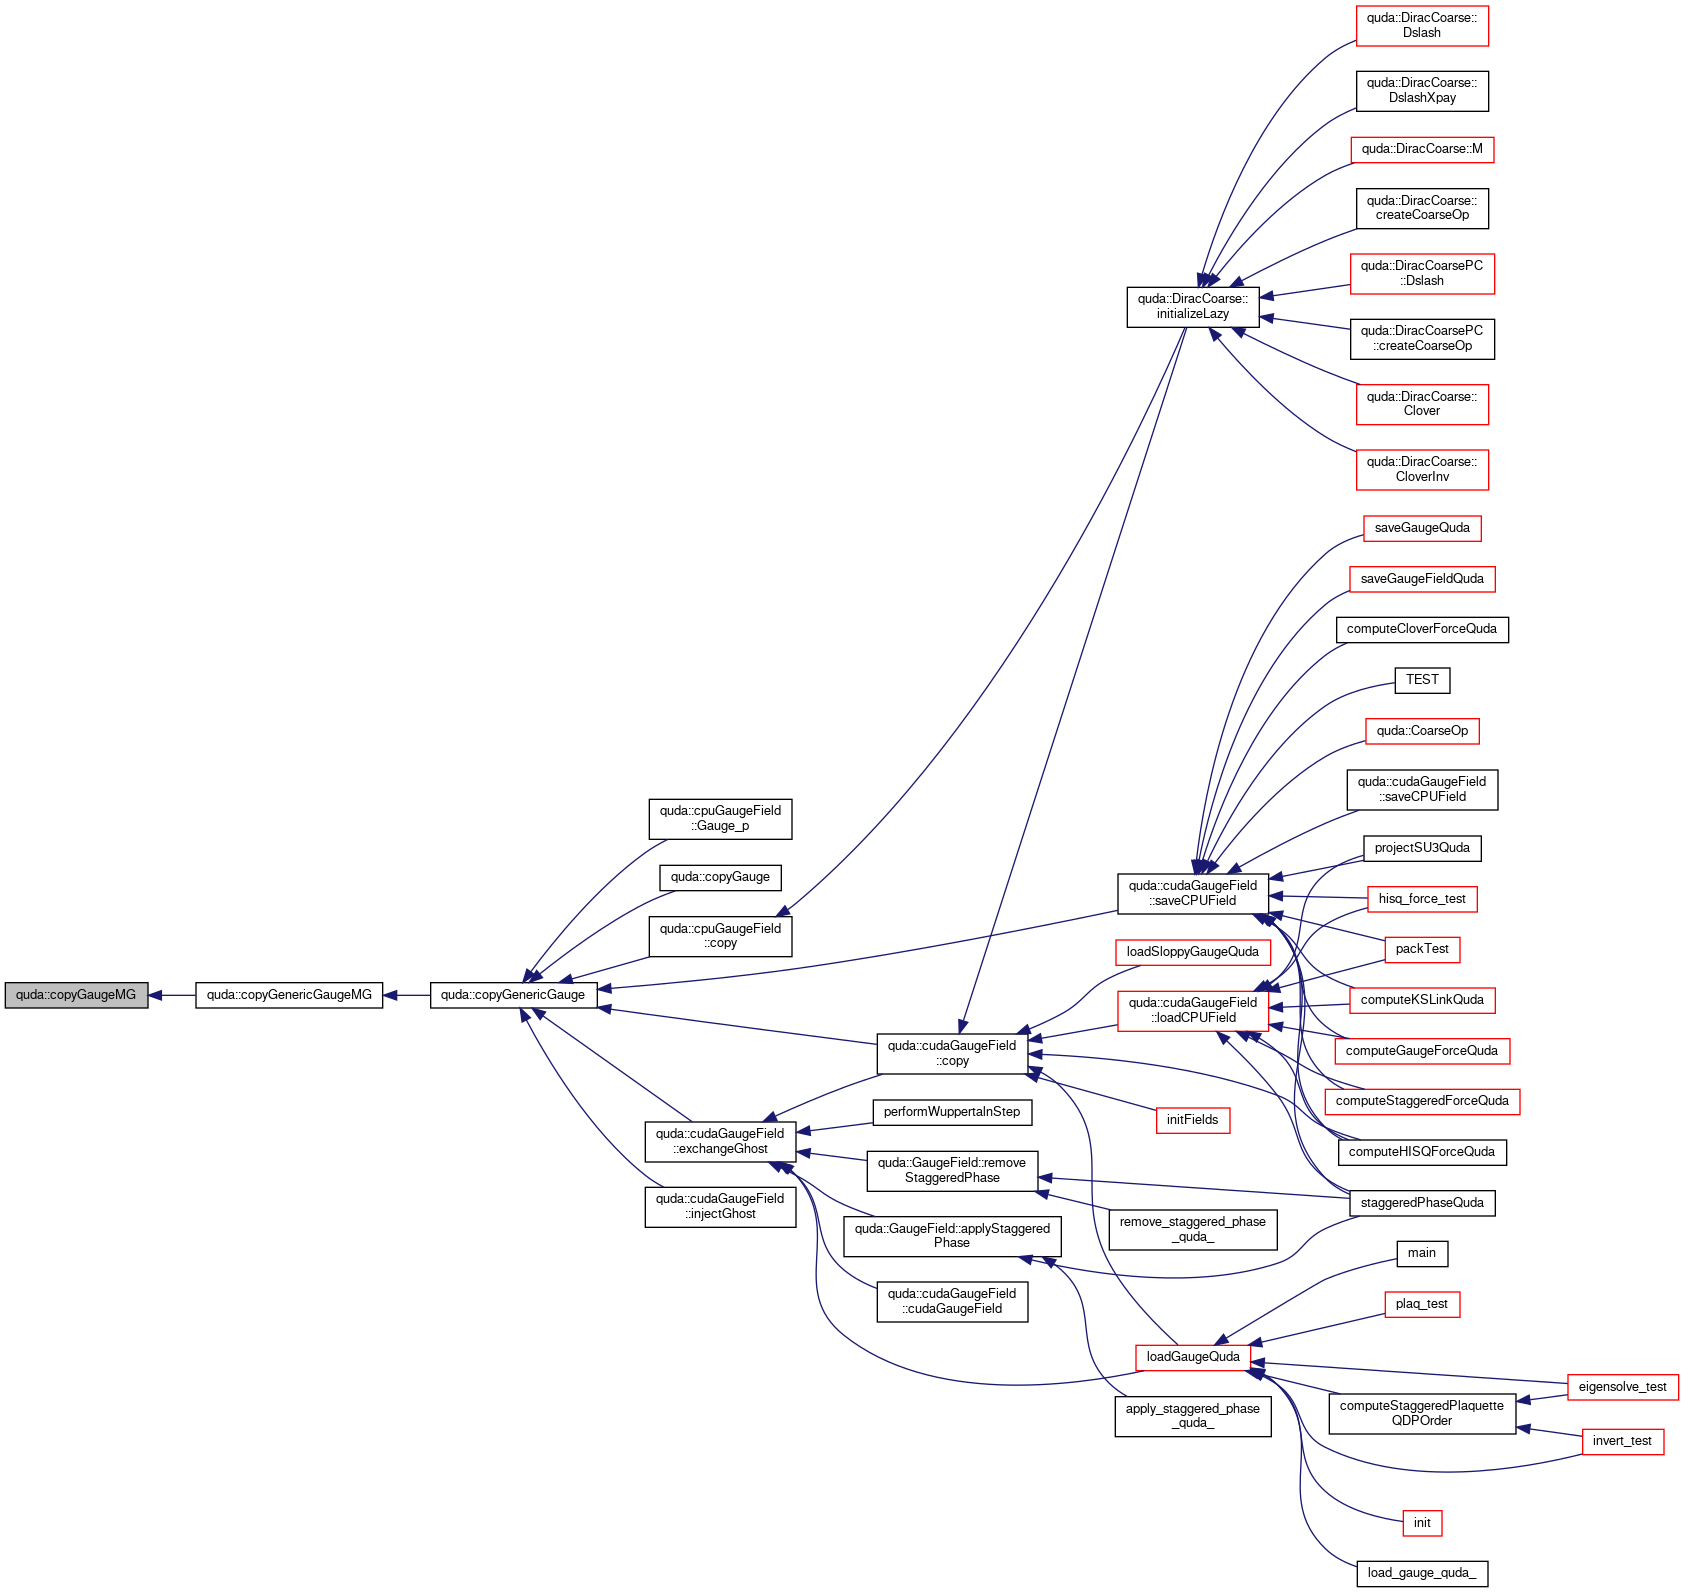 quda::copyGaugeMG
quda::copyGenericGaugeMG
quda::copyGenericGauge
quda::cpuGaugeField
::Gauge_p
quda::copyGauge
quda::cpuGaugeField
::copy
quda::cudaGaugeField
::exchangeGhost
quda::cudaGaugeField
::injectGhost
quda::cudaGaugeField
::copy
performWuppertalnStep
quda::GaugeField::remove
StaggeredPhase
quda::GaugeField::applyStaggered
Phase
quda::cudaGaugeField
::cudaGaugeField
quda::DiracCoarse::
initializeLazy
quda::cudaGaugeField
::saveCPUField
loadSloppyGaugeQuda
quda::cudaGaugeField
::loadCPUField
initFields
remove_staggered_phase
_quda_
loadGaugeQuda
apply_staggered_phase
_quda_
quda::DiracCoarse::
Dslash
quda::DiracCoarse::
DslashXpay
quda::DiracCoarse::M
quda::DiracCoarse::
createCoarseOp
quda::DiracCoarsePC
::Dslash
quda::DiracCoarsePC
::createCoarseOp
quda::DiracCoarse::
Clover
quda::DiracCoarse::
CloverInv
saveGaugeQuda
saveGaugeFieldQuda
computeCloverForceQuda
TEST
quda::CoarseOp
quda::cudaGaugeField
::saveCPUField
projectSU3Quda
hisq_force_test
packTest
computeKSLinkQuda
computeGaugeForceQuda
computeStaggeredForceQuda
computeHISQForceQuda
staggeredPhaseQuda
main
plaq_test
computeStaggeredPlaquette
QDPOrder
init
load_gauge_quda_
eigensolve_test
invert_test